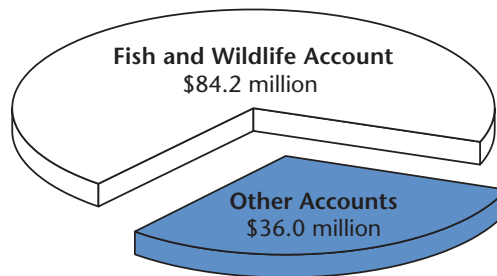 Fish and Wildlife Account
$84.2 million
Other Accounts
$36.0 million